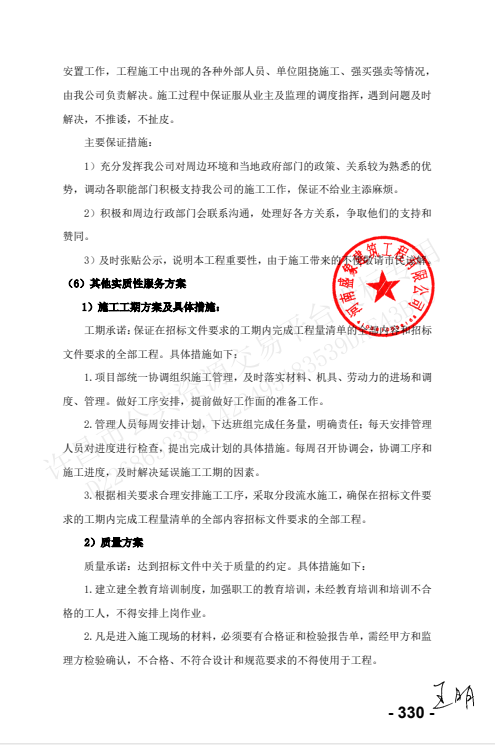 安置工作，工程施工中出现的各种外部人员、单位阻挠施工、强买强卖等情况，
由我公司负责解决。施工过程中保证服从业主及监理的调度指挥，遇到问题及时
解决，不推诿，不扯皮。
主要保证措施：
1）充分发挥我公司对周边环境和当地政府部门的政策、关系较为熟悉的优
势，调动各职能部门积极支持我公司的施工工作，保证不给业主添麻烦。
2）积极和周边行政部门会联系沟通，处理好各方关系，争取他们的支持和
赞同。
3）及时张贴公示，说明本工程重要性，由于施工带来的不便敬请市民谅解。
（6）其他实质性服务方案
1）施工工期方案及具体措施：
工期承诺：保证在招标文件要求的工期内完成工程量清单的全部内容和招标
文件要求的全部工程。具体措施如下：
1.项目部统一协调组织施工管理，及时落实材料、机具、劳动力的进场和调
度、管理。做好工序安排，提前做好工作面的准备工作。
2.管理人员每周安排计划，下达班组完成任务量，明确责任；每天安排管理
人员对进度进行检查，提出完成计划的具体措施。每周召开协调会，协调工序和
施工进度，及时解决延误施工工期的因素。
3.根据相关要求合理安排施工工序，采取分段流水施工，确保在招标文件要
求的工期内完成工程量清单的全部内容招标文件要求的全部工程。
2）质量方案
质量承诺：达到招标文件中关于质量的约定。具体措施如下：
1.建立建全教育培训制度，加强职工的教育培训，未经教育培训和培训不合
格的工人，不得安排上岗作业。
2.凡是进入施工现场的材料，必须要有合格证和检验报告单，需经甲方和监
理方检验确认，不合格、不符合设计和规范要求的不得使用于工程。
河南盛象建筑工程有限公司
- 330 -
王明